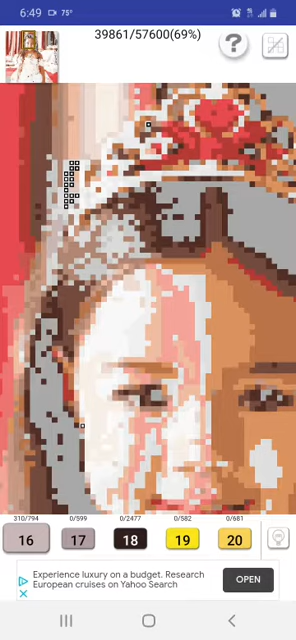 6:49 75°
39861/57600(69%)
?
310/794 0/599 0/2477 0/582 0/681
16 17 18 19 20
AD
Experience luxury on a budget. Research
European cruises on Yahoo Search
OPEN